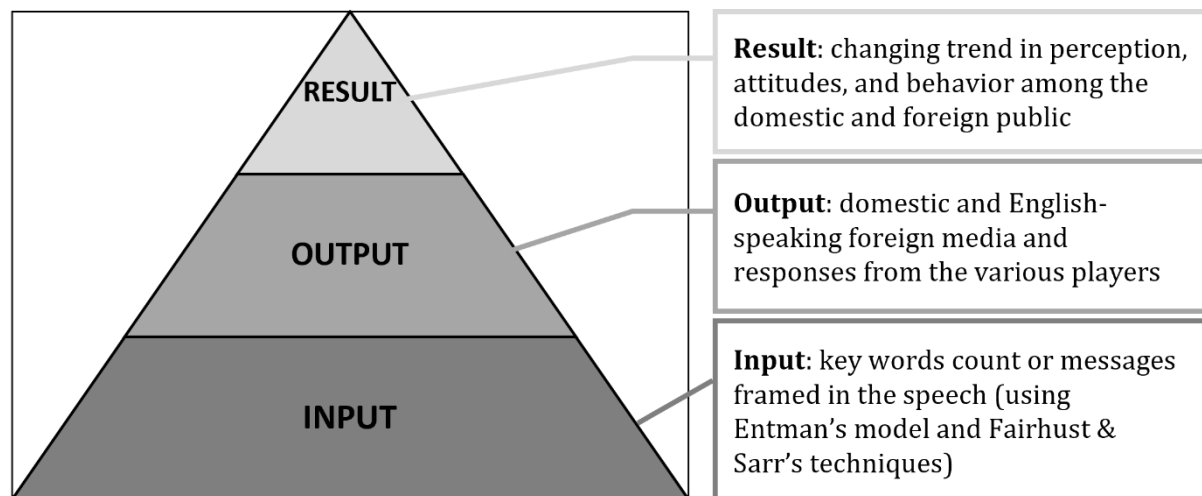 RESULT
OUTPUT
INPUT
Result: changing trend in perception,
attitudes, and behavior among the
domestic and foreign public
Output: domestic and English-
speaking foreign media and
responses from the various players
Input: key words count or messages
framed in the speech (using
Entman’s model and Fairhust &
Sarr’s techniques)